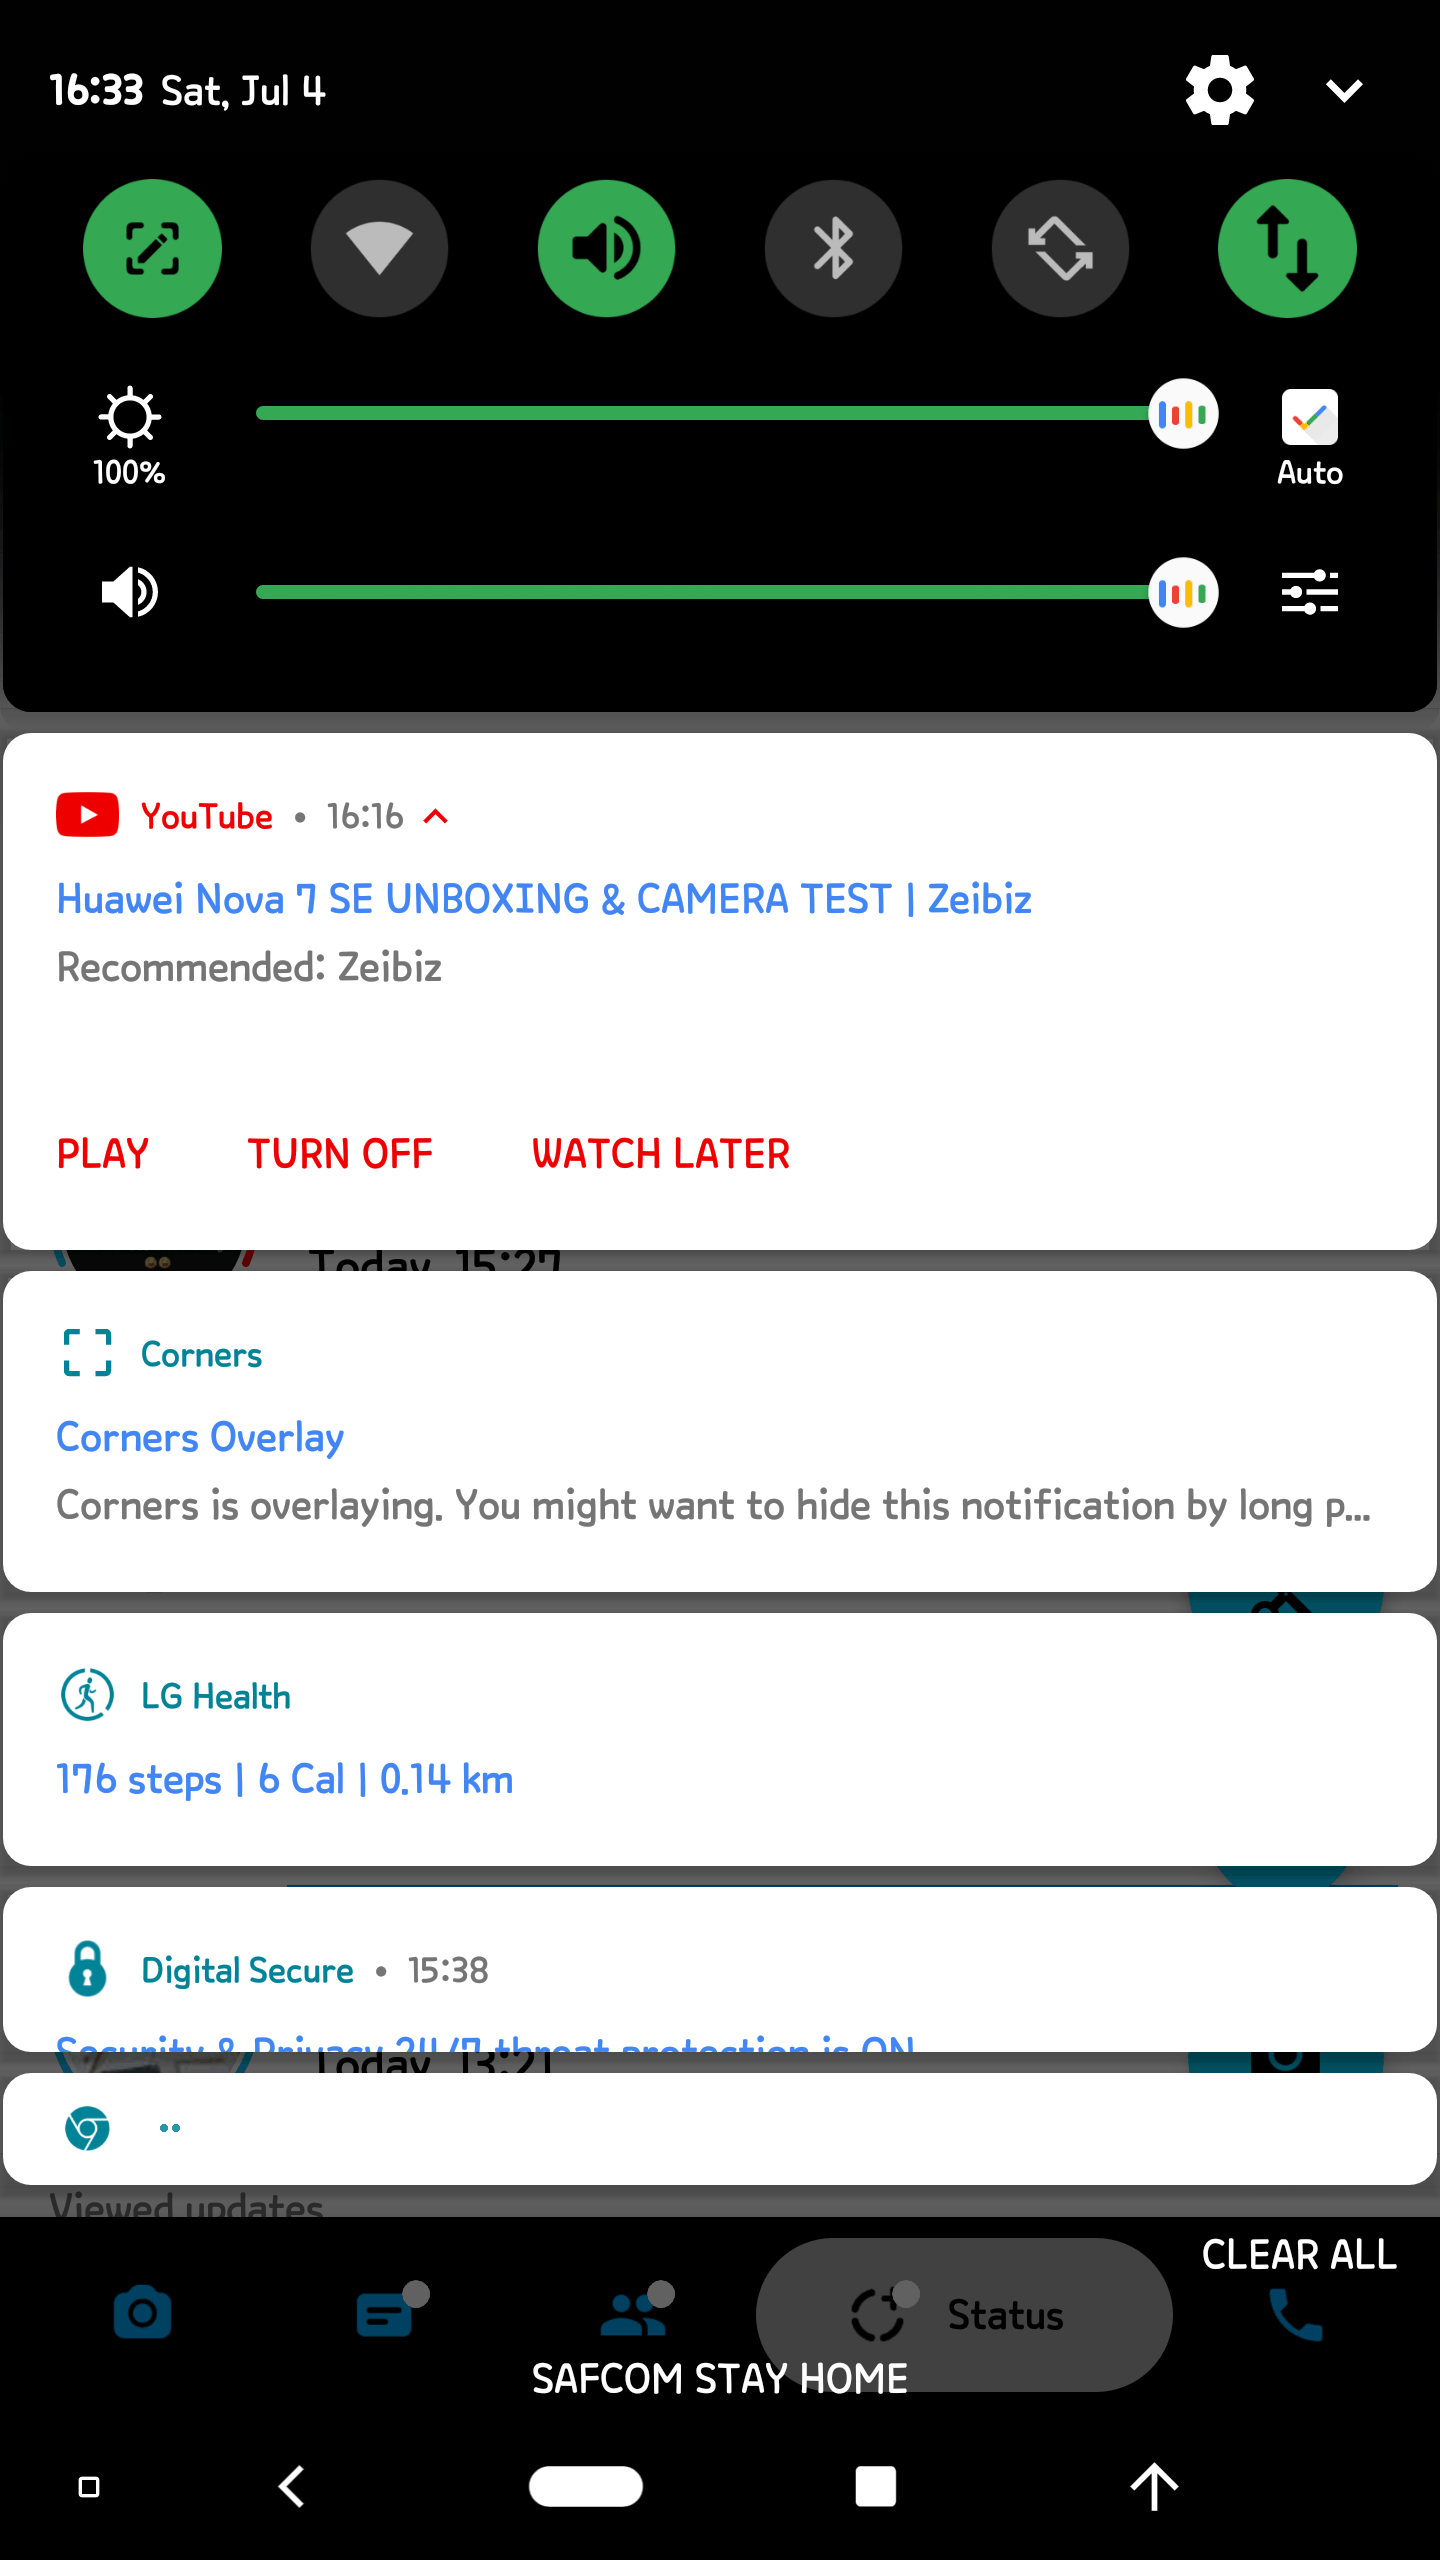 16:33 Sat, Jul 4
100%
Auto
YouTube • 16:16
Huawei Nova 7 SE UNBOXING & CAMERA TEST | Zeibiz
Recommended: Zeibiz
PLAY TURN OFF WATCH LATER
Today, 15:27
Corners
Corners Overlay
Corners is overlaying. You might want to hide this notification by long p...
LG Health
176 steps | 6 Cal | 0.14 km
Digital Secure • 15:38
Security & Privacy 24/7 threat protection is ON
Today, 13:21
Viewed updates
CLEAR ALL
Status
SAFCOM STAY HOME